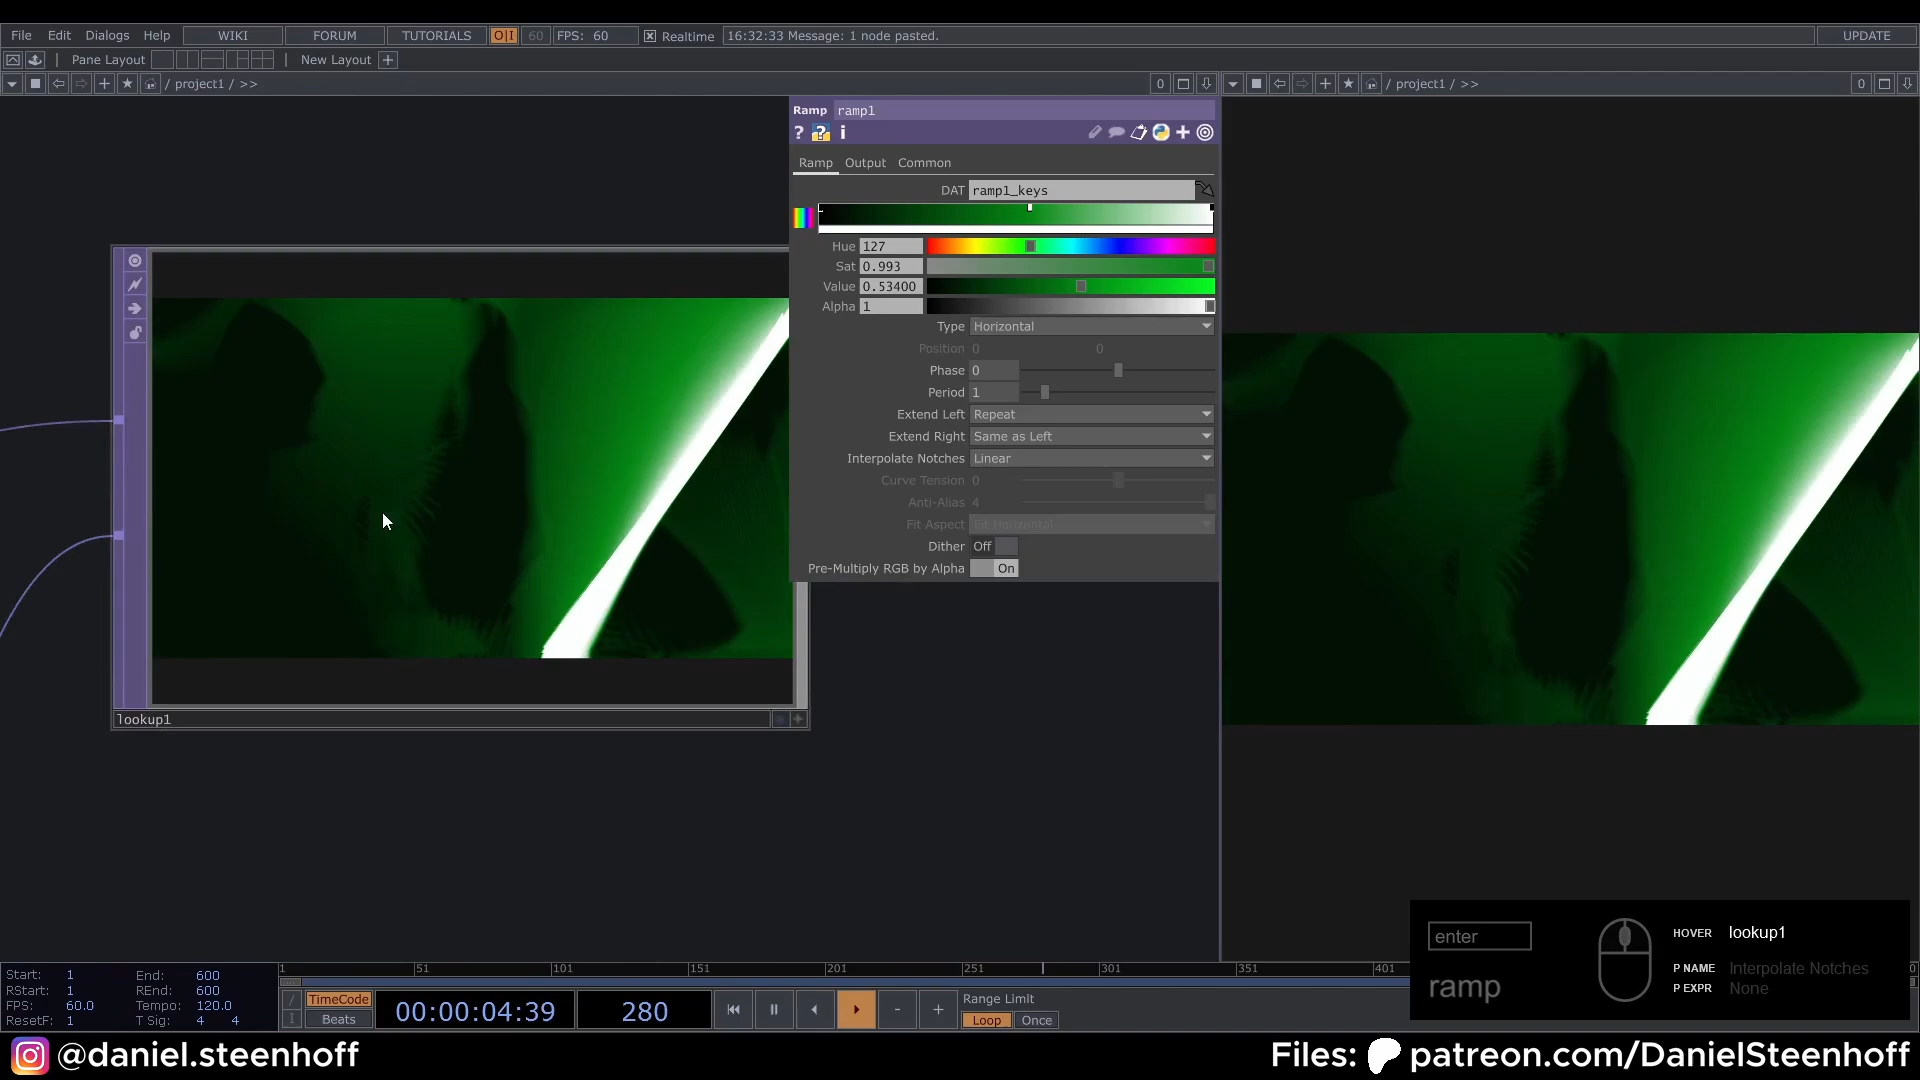 File Edit Dialogs Help WIKI FORUM TUTORIALS O|I 60 FPS: 60 Realtime 16:32:33 Message: 1 node pasted. UPDATE
Pane Layout New Layout +
/ project1 / >> 0 / project1 / >> 0
Ramp ramp1
? ? i
Ramp Output Common
DAT ramp1_keys
Hue 127
Sat 0.993
Value 0.53400
Alpha 1
Type Horizontal
Position 0 0
Phase 0
Period 1
Extend Left Repeat
Extend Right Same as Left
Interpolate Notches Linear
Curve Tension 0
Anti-Alias 4
Fit Aspect Fit Horizontal
Dither Off
Pre-Multiply RGB by Alpha On
lookup1
enter
ramp
HOVER lookup1
P NAME Interpolate Notches
P EXPR None
1 51 101 151 201 251 301 351 401
Start: 1 End: 600
RStart: 1 REnd: 600
FPS: 60.0 Tempo: 120.0
ResetF: 1 T Sig: 4 4
TimeCode
Beats
00:00:04:39 280
- +
Range Limit
Loop Once
@daniel.steenhoff
Files: patreon.com/DanielSteenhoff